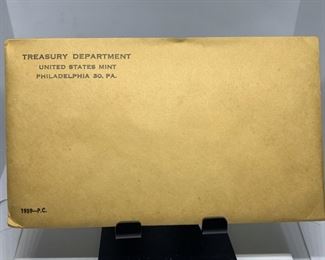 TREASURY DEPARTMENT
UNITED STATES MINT
PHILADELPHIA 30, PA.
1959—P.C.